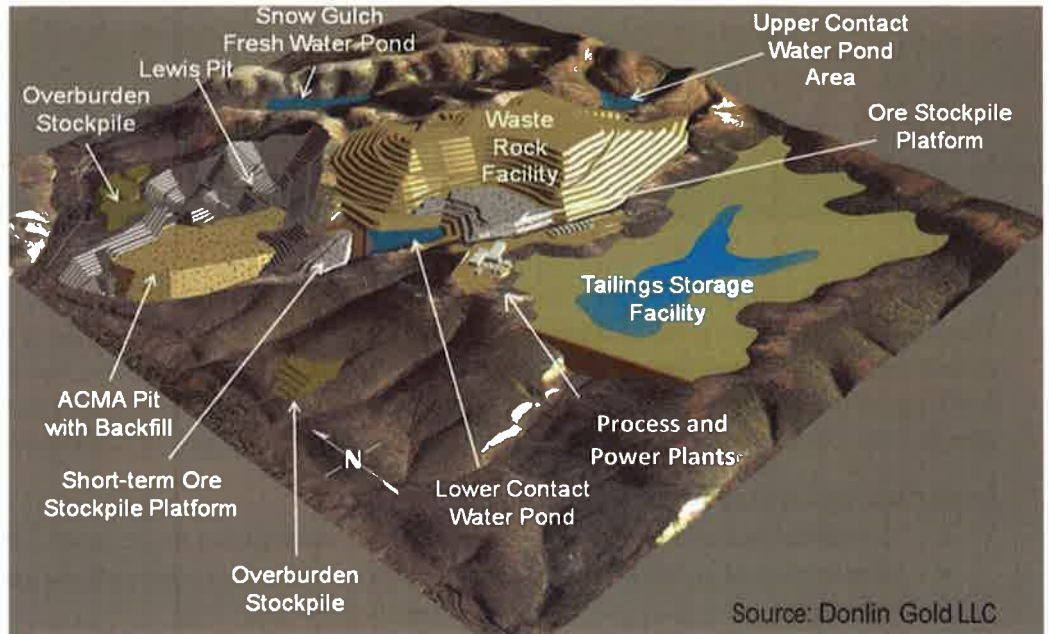 Snow Gulch
Fresh Water Pond
Lewis Pit
Overburden
Stockpile
Upper Contact
Water Pond
Area
Ore Stockpile
Platform
Waste
Rock
Facility
Tailings Storage
Facility
ACMA Pit
with Backfill
Short-term Ore
Stockpile Platform
N
Process and
Power Plants
Lower Contact
Water Pond
Overburden
Stockpile
Source: Donlin Gold LLC